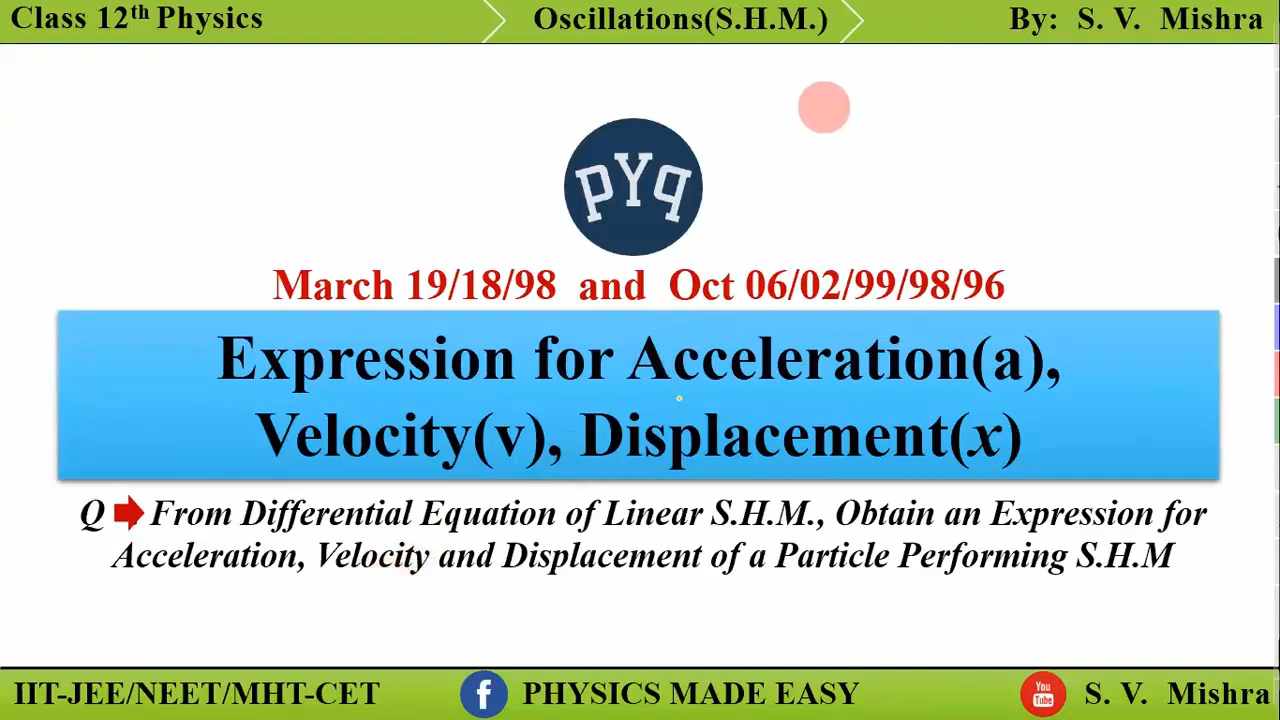 Class 12th Physics
Oscillations(S.H.M.)
By: S. V. Mishra
PYQ
March 19/18/98 and Oct 06/02/99/98/96
Expression for Acceleration(a),
Velocity(v), Displacement(x)
Q From Differential Equation of Linear S.H.M., Obtain an Expression for
Acceleration, Velocity and Displacement of a Particle Performing S.H.M
IIT-JEE/NEET/MHT-CET
f PHYSICS MADE EASY
You Tube S. V. Mishra